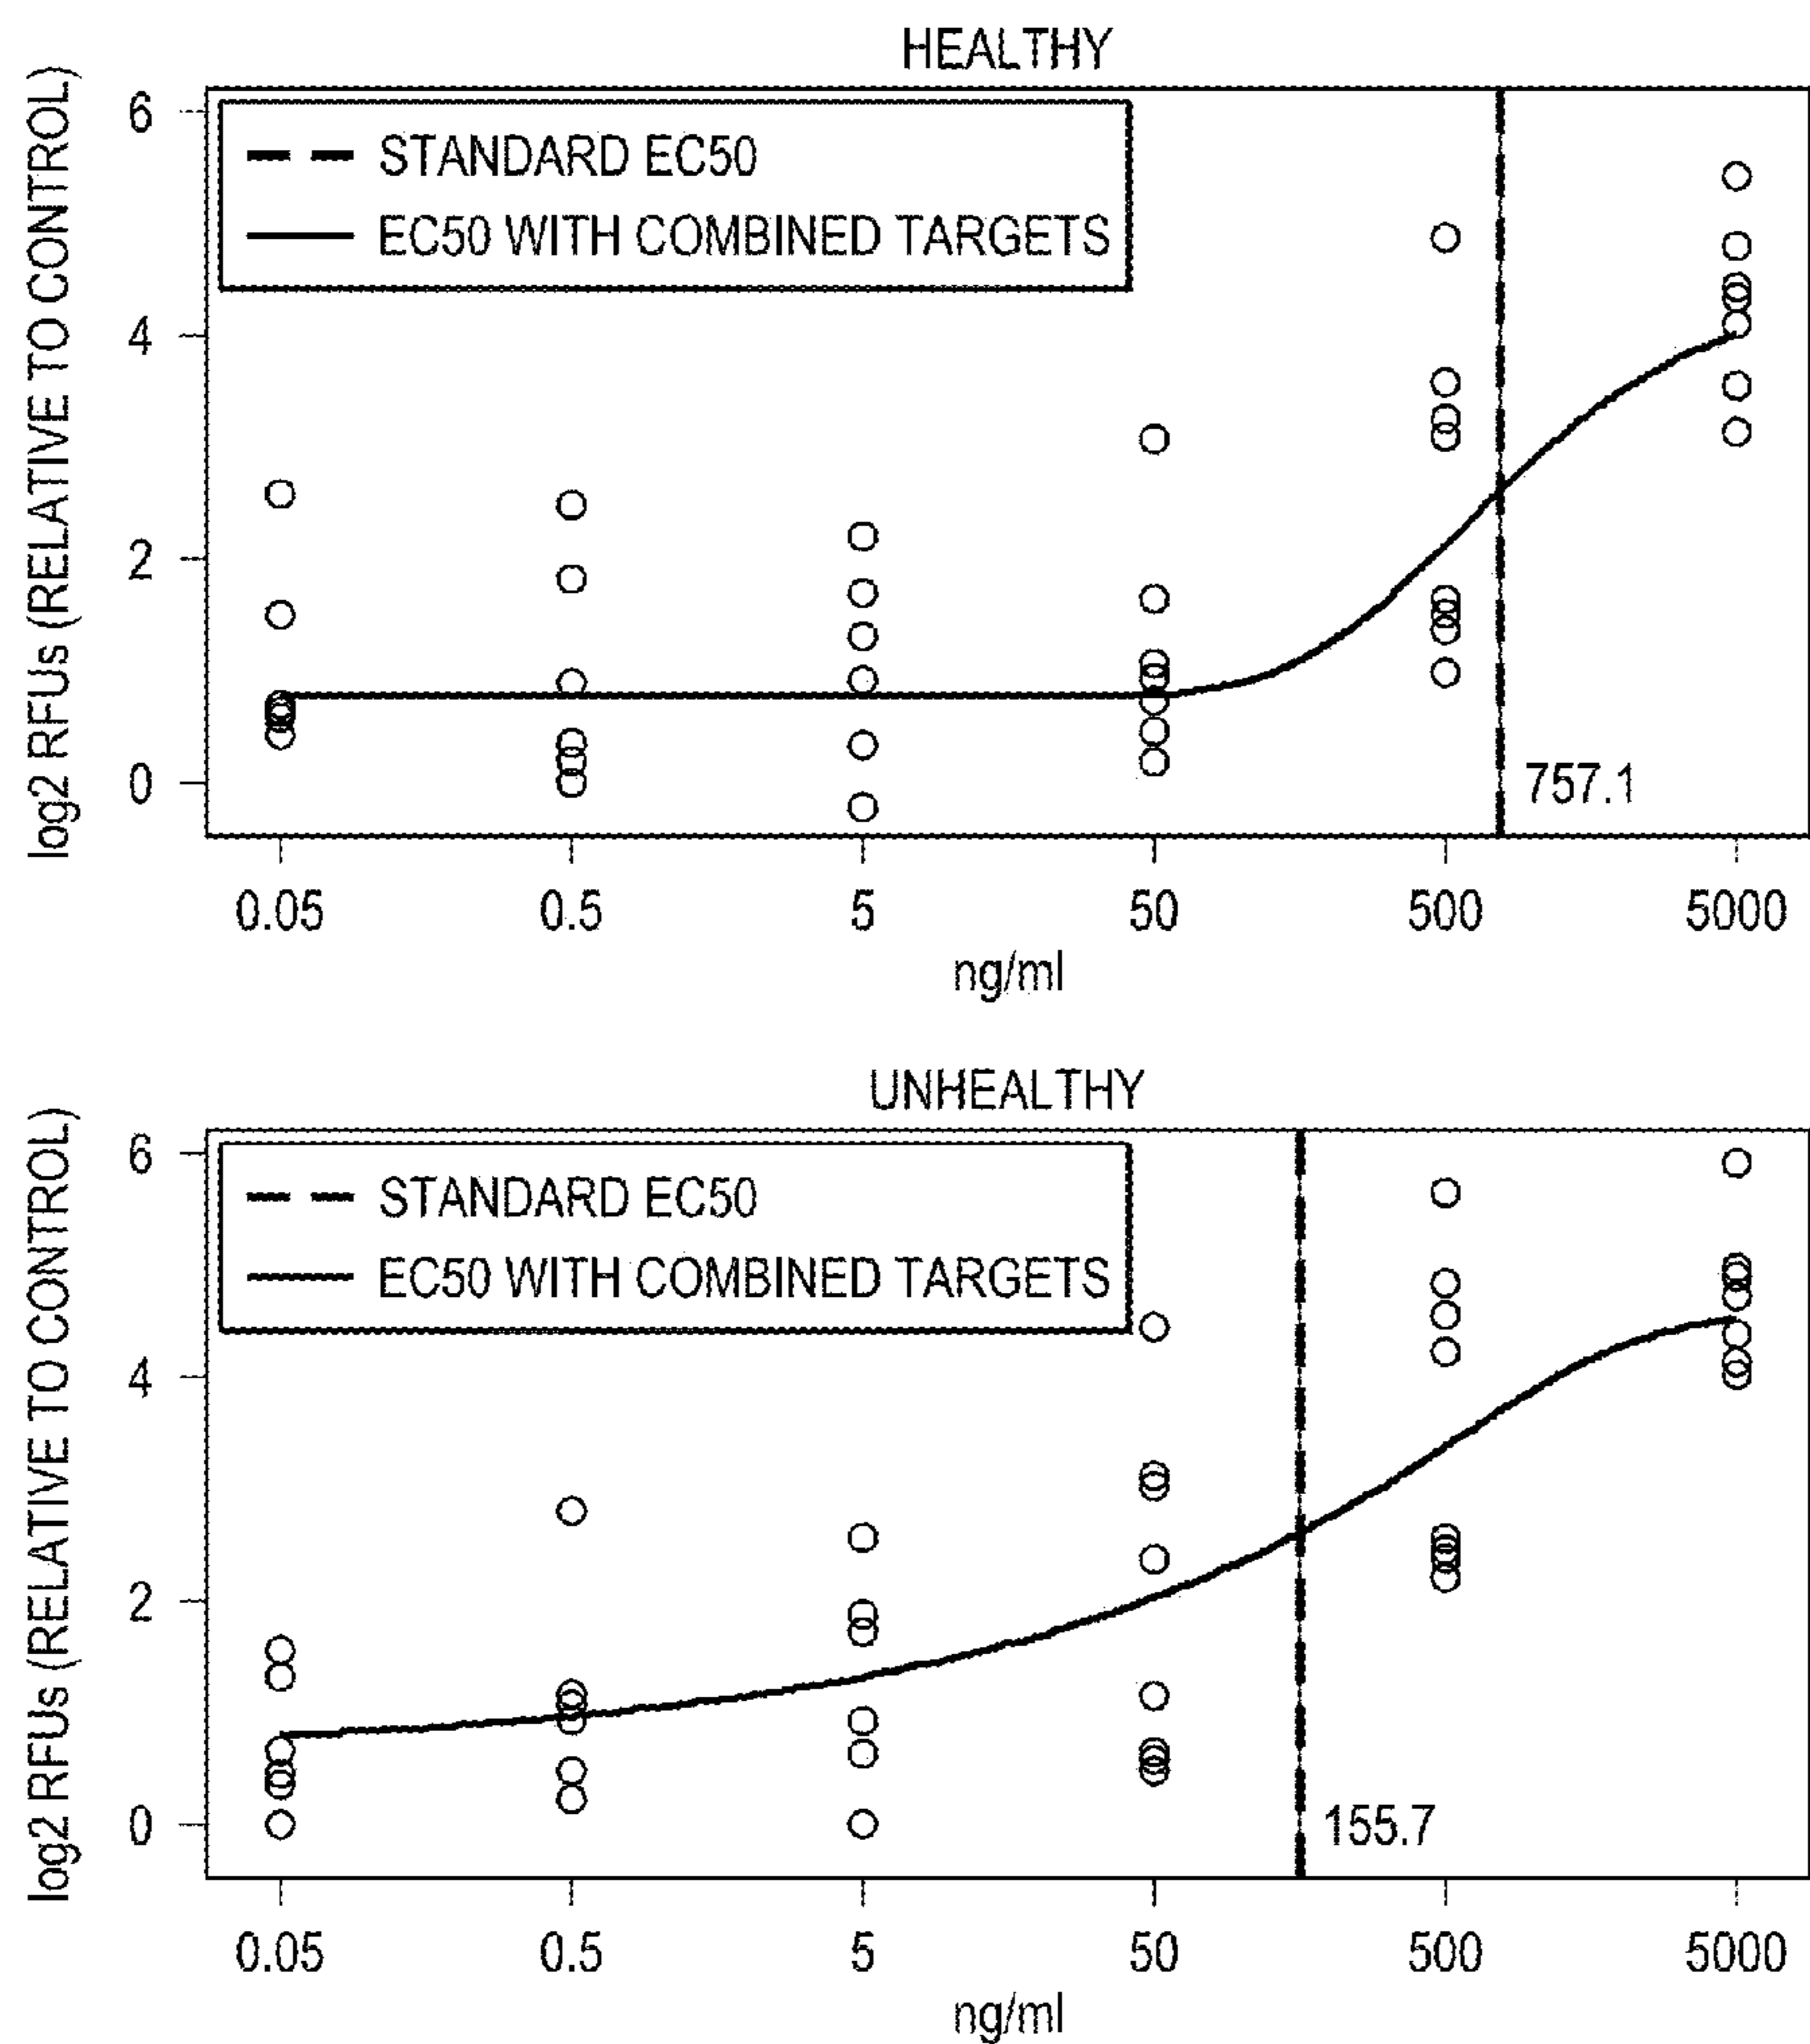 HEALTHY
log2 RFUs (RELATIVE TO CONTROL)
6
4
2
0
STANDARD EC50
EC50 WITH COMBINED TARGETS
757.1
0.05 0.5 5 50 500 5000
ng/ml
UNHEALTHY
log2 RFUs (RELATIVE TO CONTROL)
6
4
2
0
STANDARD EC50
EC50 WITH COMBINED TARGETS
155.7
0.05 0.5 5 50 500 5000
ng/ml